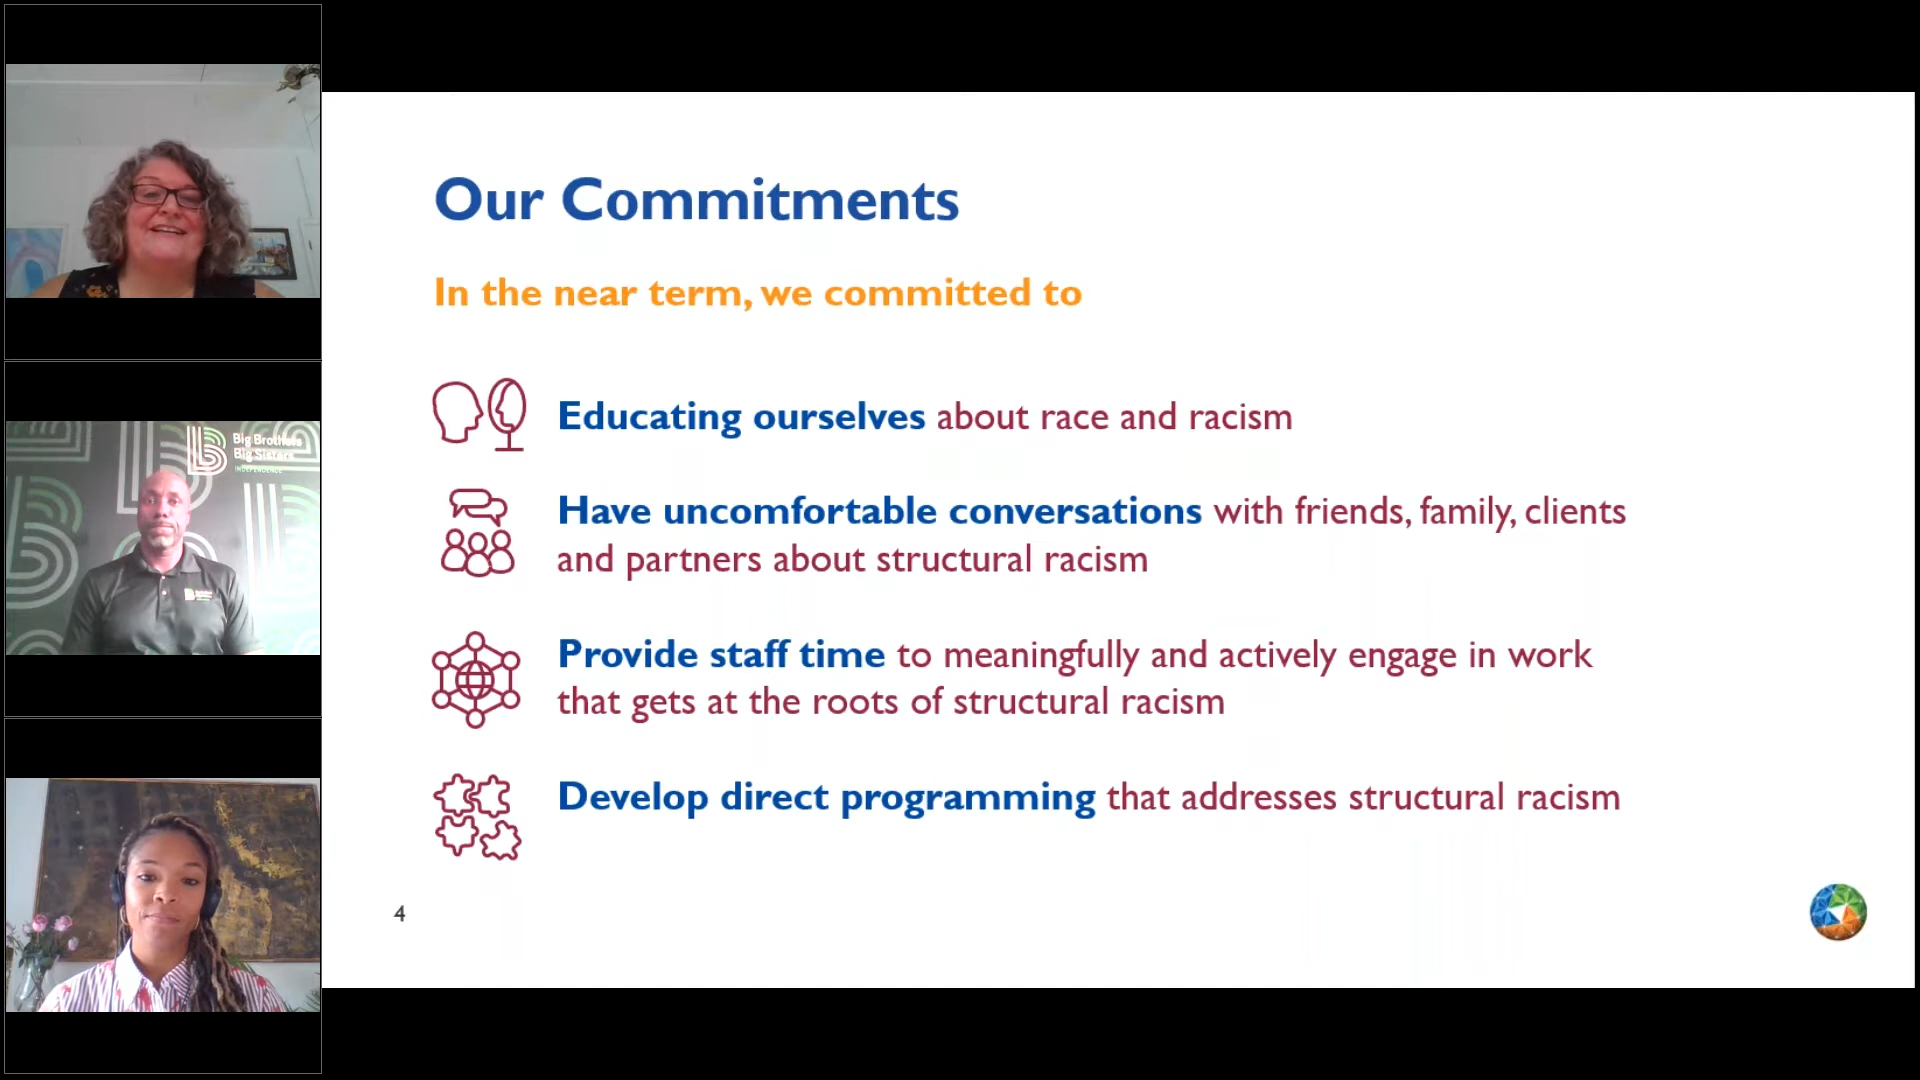 Big Brothers
Big Sisters
INDEPENDENCE
Our Commitments
In the near term, we committed to
Educating ourselves about race and racism
Have uncomfortable conversations with friends, family, clients
and partners about structural racism
Provide staff time to meaningfully and actively engage in work
that gets at the roots of structural racism
Develop direct programming that addresses structural racism
4